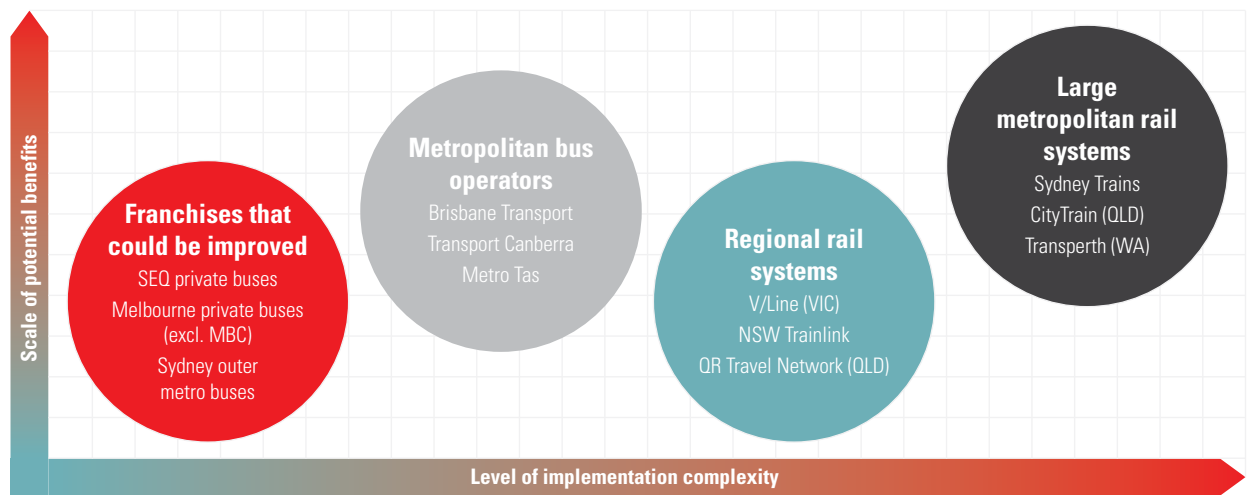 Scale of potential benefits
Franchises that
could be improved
SEQ private buses
Melbourne private buses
(excl. MBC)
Sydney outer
metro buses
Metropolitan bus
operators
Brisbane Transport
Transport Canberra
Metro Tas
Regional rail
systems
V/Line (VIC)
NSW Trainlink
QR Travel Network (QLD)
Large
metropolitan rail
systems
Sydney Trains
CityTrain (QLD)
Transperth (WA)
Level of implementation complexity